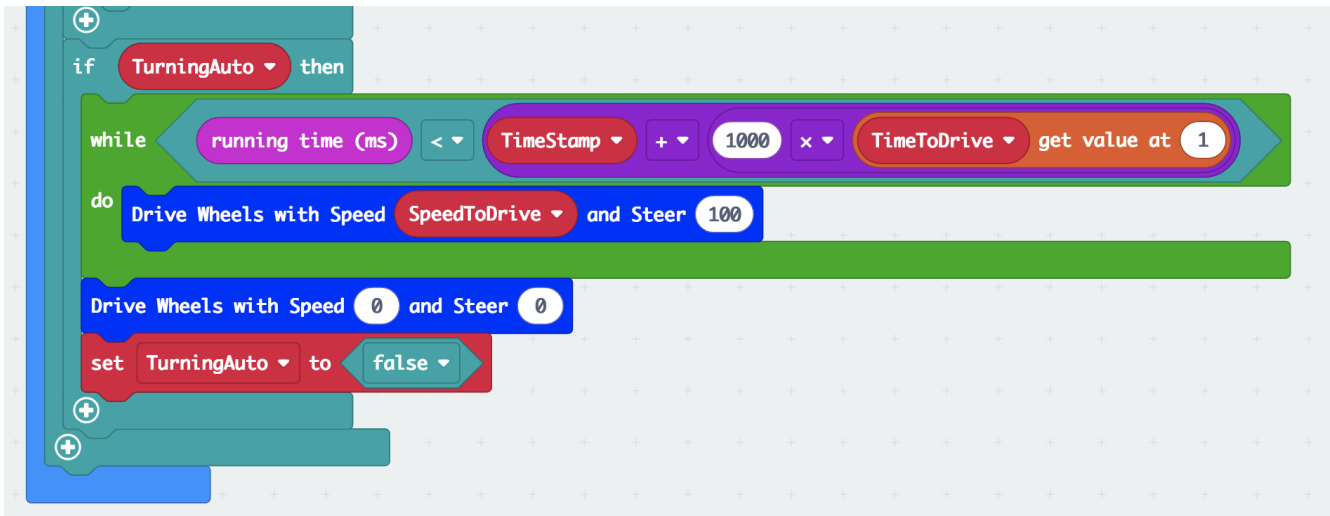 if TurningAuto then
while running time (ms) < TimeStamp + 1000 × TimeToDrive get value at 1
do Drive Wheels with Speed SpeedToDrive and Steer 100
Drive Wheels with Speed 0 and Steer 0
set TurningAuto to false